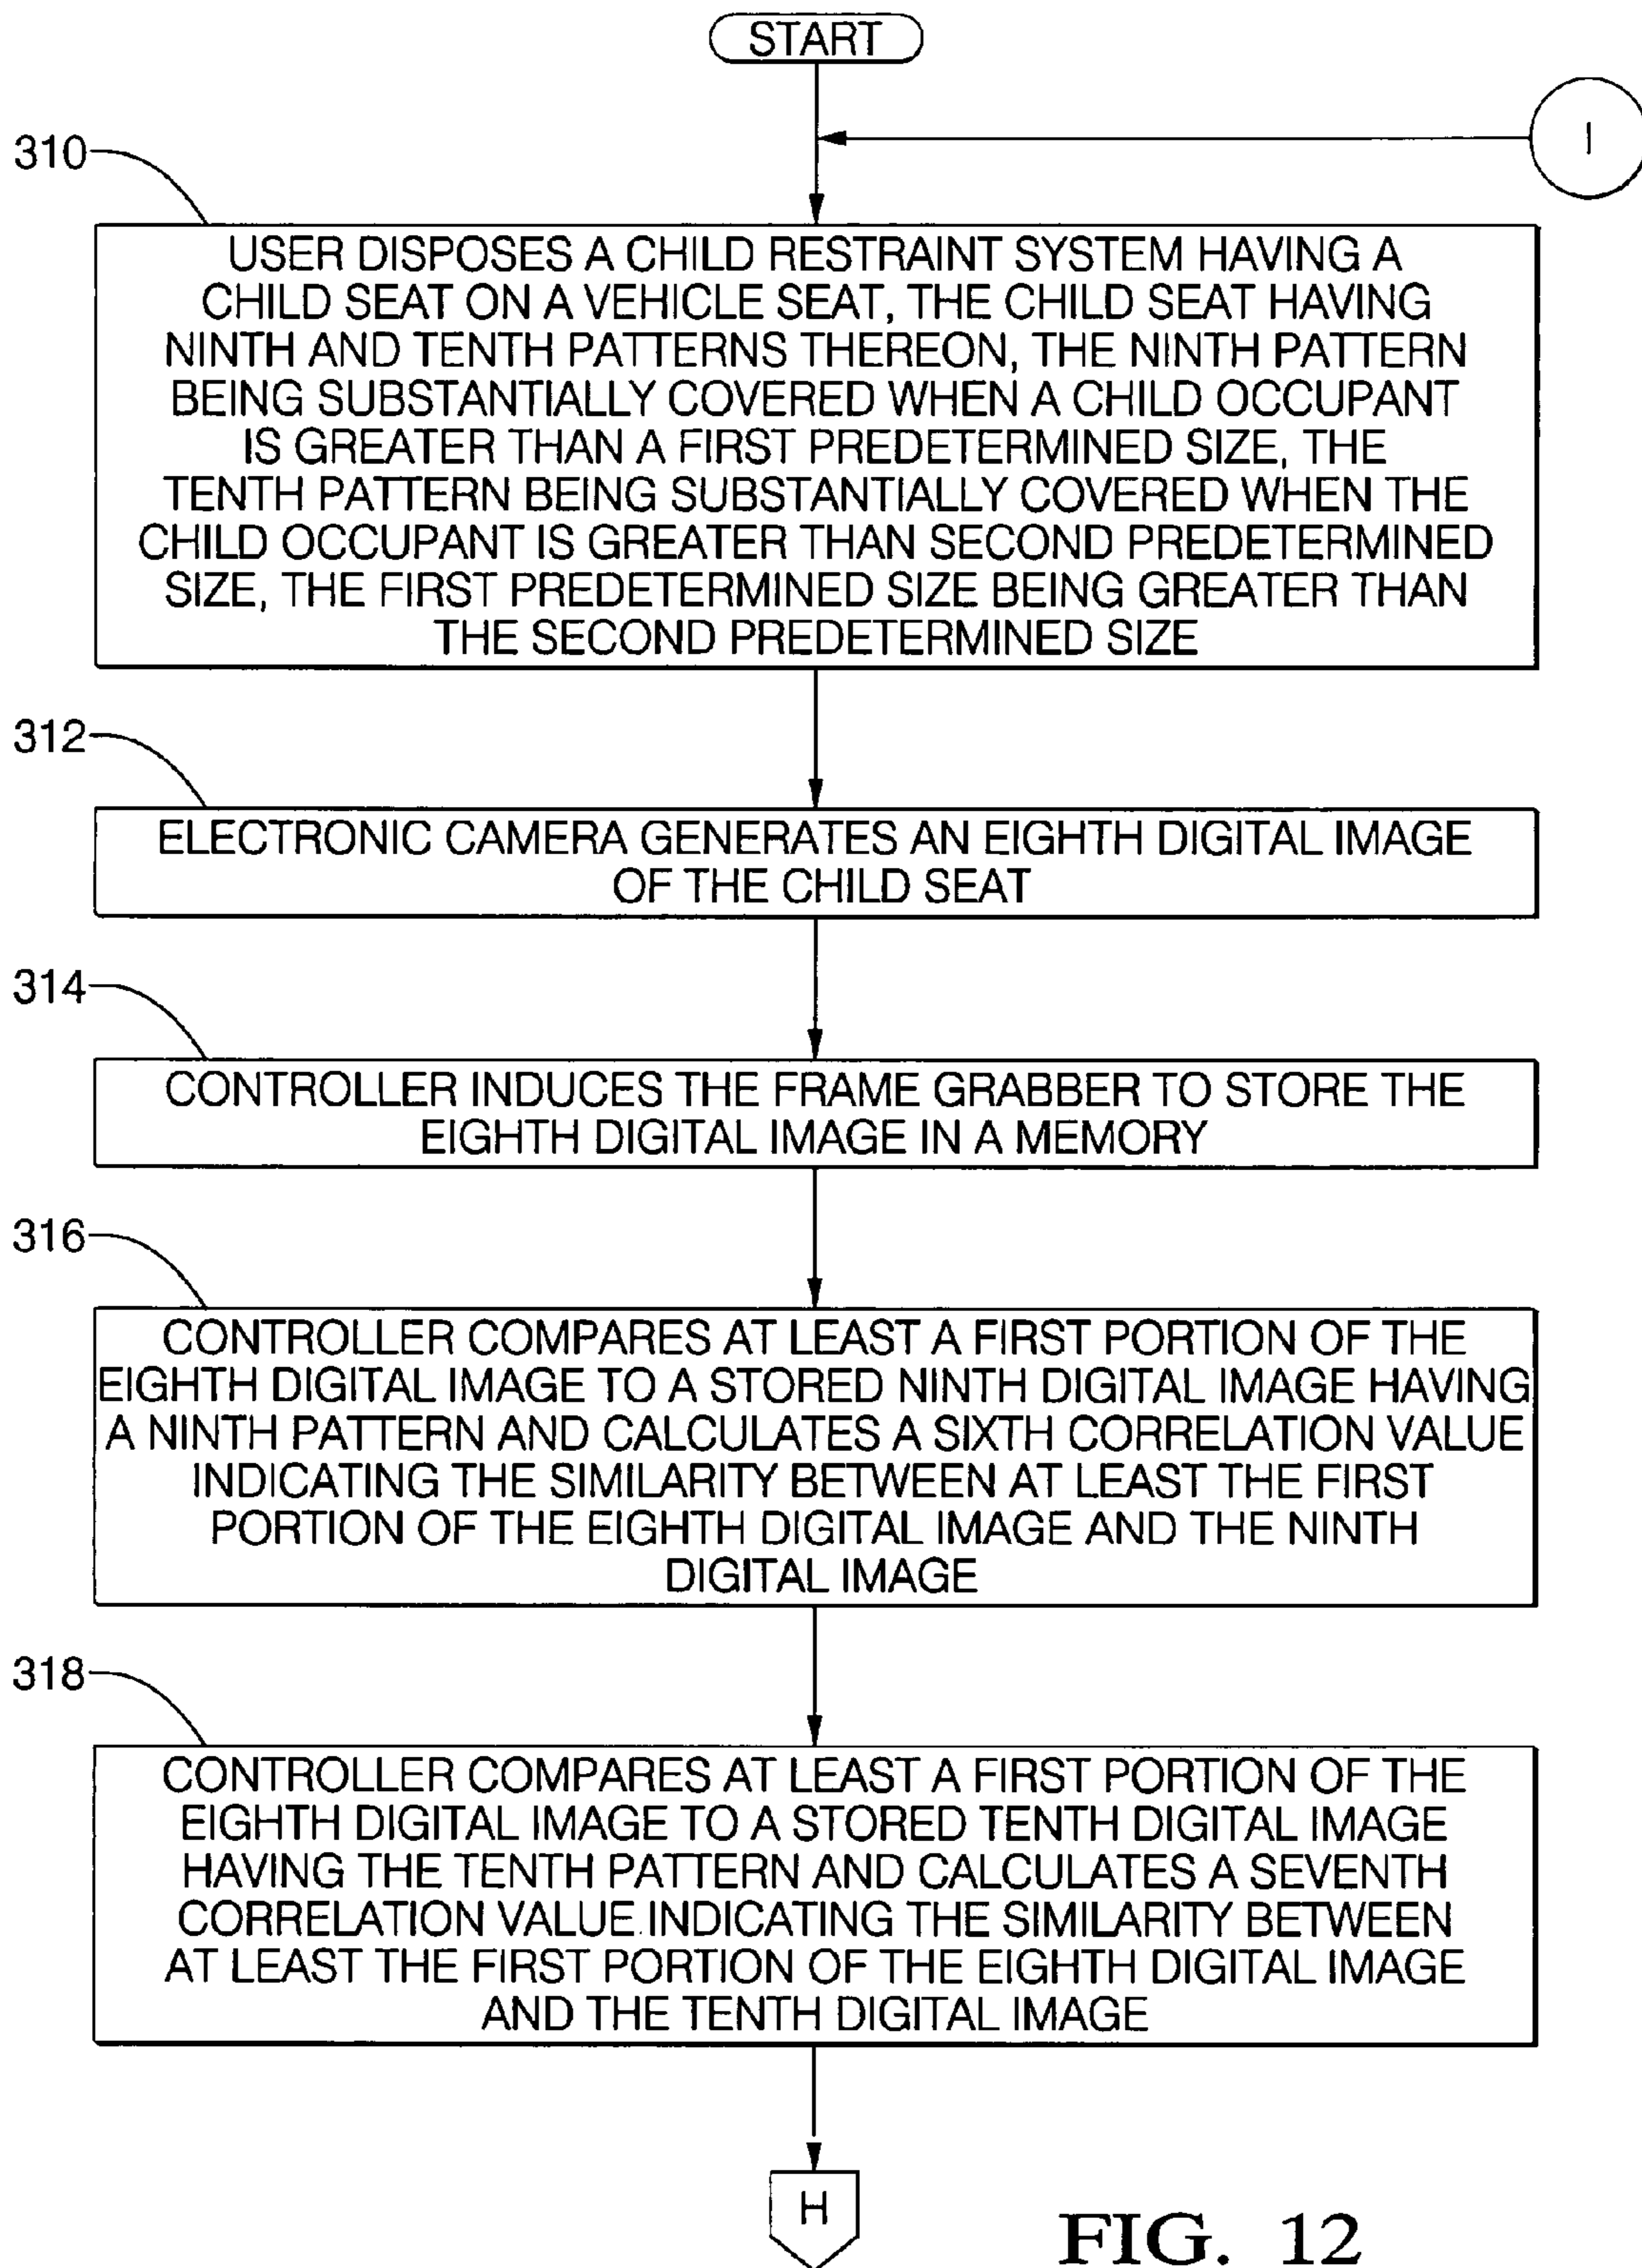 START
I
310
USER DISPOSES A CHILD RESTRAINT SYSTEM HAVING A
CHILD SEAT ON A VEHICLE SEAT, THE CHILD SEAT HAVING
NINTH AND TENTH PATTERNS THEREON, THE NINTH PATTERN
BEING SUBSTANTIALLY COVERED WHEN A CHILD OCCUPANT
IS GREATER THAN A FIRST PREDETERMINED SIZE, THE
TENTH PATTERN BEING SUBSTANTIALLY COVERED WHEN THE
CHILD OCCUPANT IS GREATER THAN SECOND PREDETERMINED
SIZE, THE FIRST PREDETERMINED SIZE BEING GREATER THAN
THE SECOND PREDETERMINED SIZE
312
ELECTRONIC CAMERA GENERATES AN EIGHTH DIGITAL IMAGE
OF THE CHILD SEAT
314
CONTROLLER INDUCES THE FRAME GRABBER TO STORE THE
EIGHTH DIGITAL IMAGE IN A MEMORY
316
CONTROLLER COMPARES AT LEAST A FIRST PORTION OF THE
EIGHTH DIGITAL IMAGE TO A STORED NINTH DIGITAL IMAGE HAVING
A NINTH PATTERN AND CALCULATES A SIXTH CORRELATION VALUE
INDICATING THE SIMILARITY BETWEEN AT LEAST THE FIRST
PORTION OF THE EIGHTH DIGITAL IMAGE AND THE NINTH
DIGITAL IMAGE
318
CONTROLLER COMPARES AT LEAST A FIRST PORTION OF THE
EIGHTH DIGITAL IMAGE TO A STORED TENTH DIGITAL IMAGE
HAVING THE TENTH PATTERN AND CALCULATES A SEVENTH
CORRELATION VALUE INDICATING THE SIMILARITY BETWEEN
AT LEAST THE FIRST PORTION OF THE EIGHTH DIGITAL IMAGE
AND THE TENTH DIGITAL IMAGE
H
FIG. 12